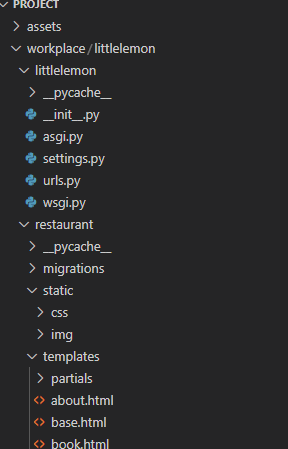 PROJECT
assets
workplace/littlelemon
littlelemon
__pycache__
__init__.py
asgi.py
settings.py
urls.py
wsgi.py
restaurant
__pycache__
migrations
static
css
img
templates
partials
about.html
base.html
book.html